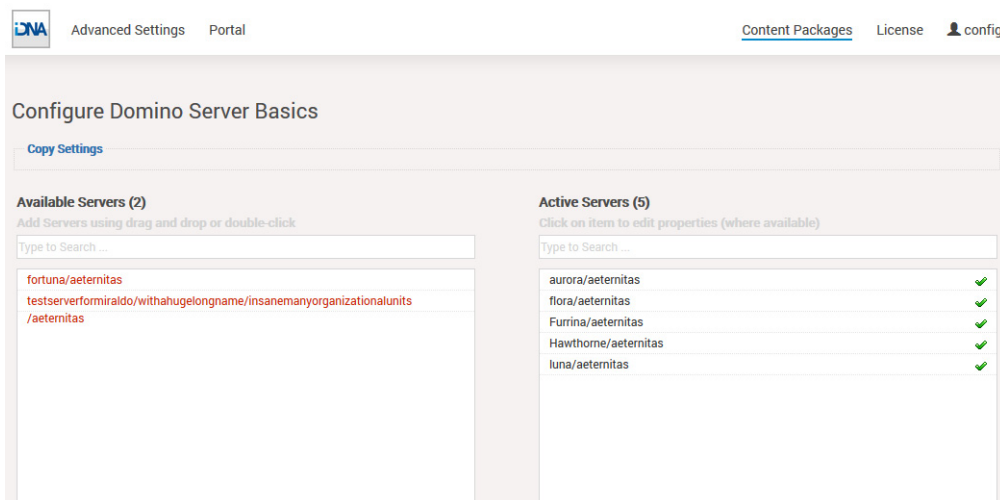 iDNA
Advanced Settings Portal Content Packages License config
Configure Domino Server Basics
Copy Settings
Available Servers (2)
Add Servers using drag and drop or double-click
Type to Search ...
fortuna/aeternitas
testserverformiraldo/withahugelongname/insanemanyorganizationalunits
/aeternitas
Active Servers (5)
Click on item to edit properties (where available)
Type to Search ...
aurora/aeternitas
flora/aeternitas
Furrina/aeternitas
Hawthorne/aeternitas
luna/aeternitas